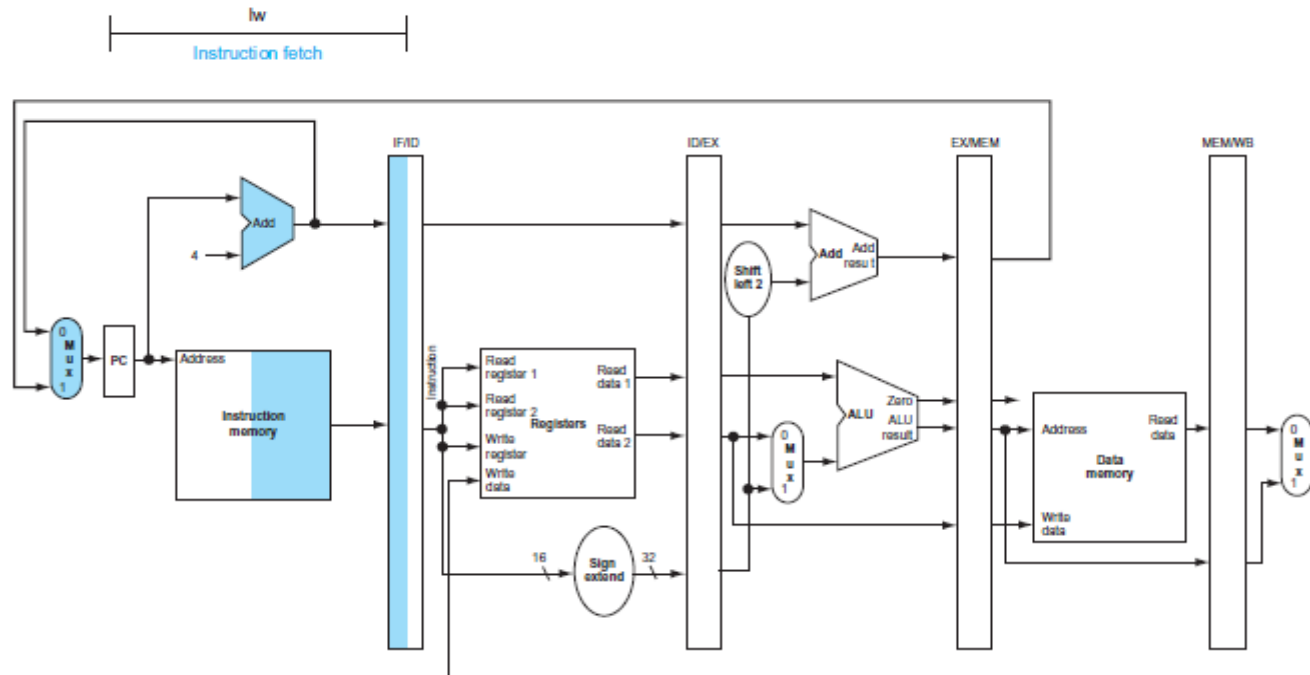 lw
Instruction fetch
IF/ID
ID/EX
EX/MEM
MEM/WB
Add
4
Shift
left 2
Add
Add
resu t
0
M
u
x
1
PC
Address
Instruction
memory
Instruction
Read
register 1
Read
register 2
Write
register
Write
data
Registers
Read
data 1
Read
data 2
0
M
u
x
1
ALU
Zero
ALU
result
Address
Write
data
Data
memory
Read
data
0
M
u
x
1
16
Sign
extend
32